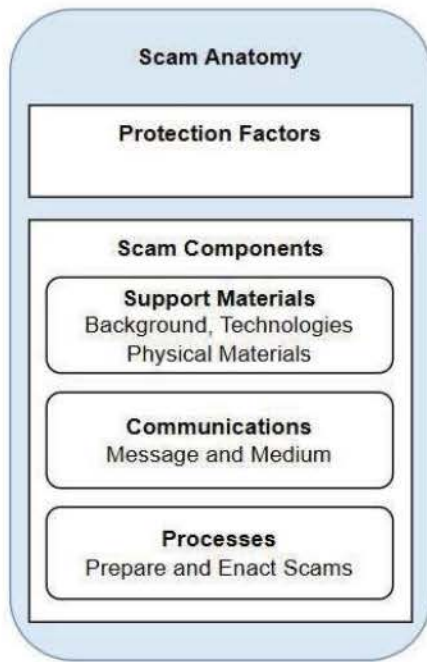 Scam Anatomy
Protection Factors
Scam Components
Support Materials
Background, Technologies
Physical Materials
Communications
Message and Medium
Processes
Prepare and Enact Scams